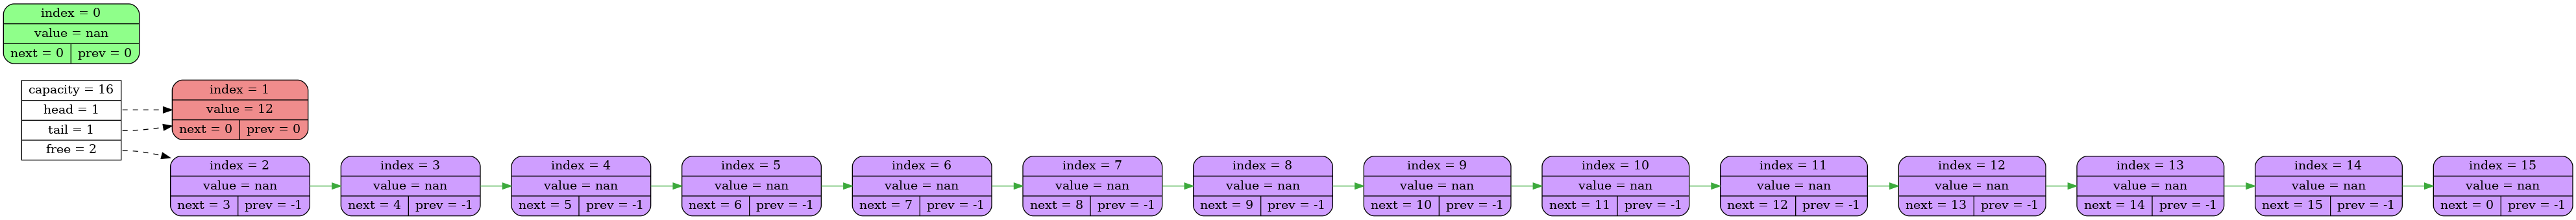 index = 0
value = nan
next = 0 prev = 0
capacity = 16
head = 1
tail = 1
free = 2
index = 1
value = 12
next = 0 prev = 0
index = 2
value = nan
next = 3 prev = -1
index = 3
value = nan
next = 4 prev = -1
index = 4
value = nan
next = 5 prev = -1
index = 5
value = nan
next = 6 prev = -1
index = 6
value = nan
next = 7 prev = -1
index = 7
value = nan
next = 8 prev = -1
index = 8
value = nan
next = 9 prev = -1
index = 9
value = nan
next = 10 prev = -1
index = 10
value = nan
next = 11 prev = -1
index = 11
value = nan
next = 12 prev = -1
index = 12
value = nan
next = 13 prev = -1
index = 13
value = nan
next = 14 prev = -1
index = 14
value = nan
next = 15 prev = -1
index = 15
value = nan
next = 0 prev = -1